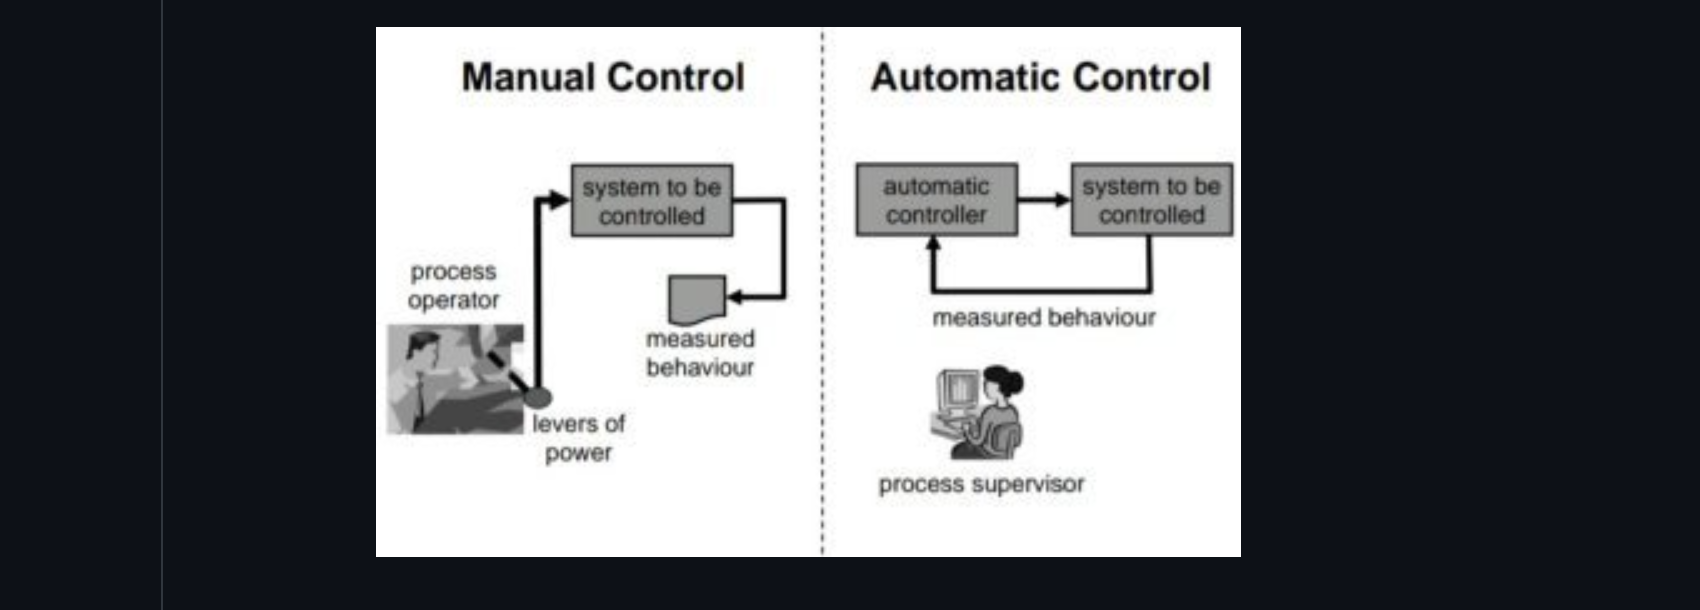 Manual Control
system to be
controlled
process
operator
measured
behaviour
levers of
power
Automatic Control
automatic
controller
system to be
controlled
measured behaviour
process supervisor